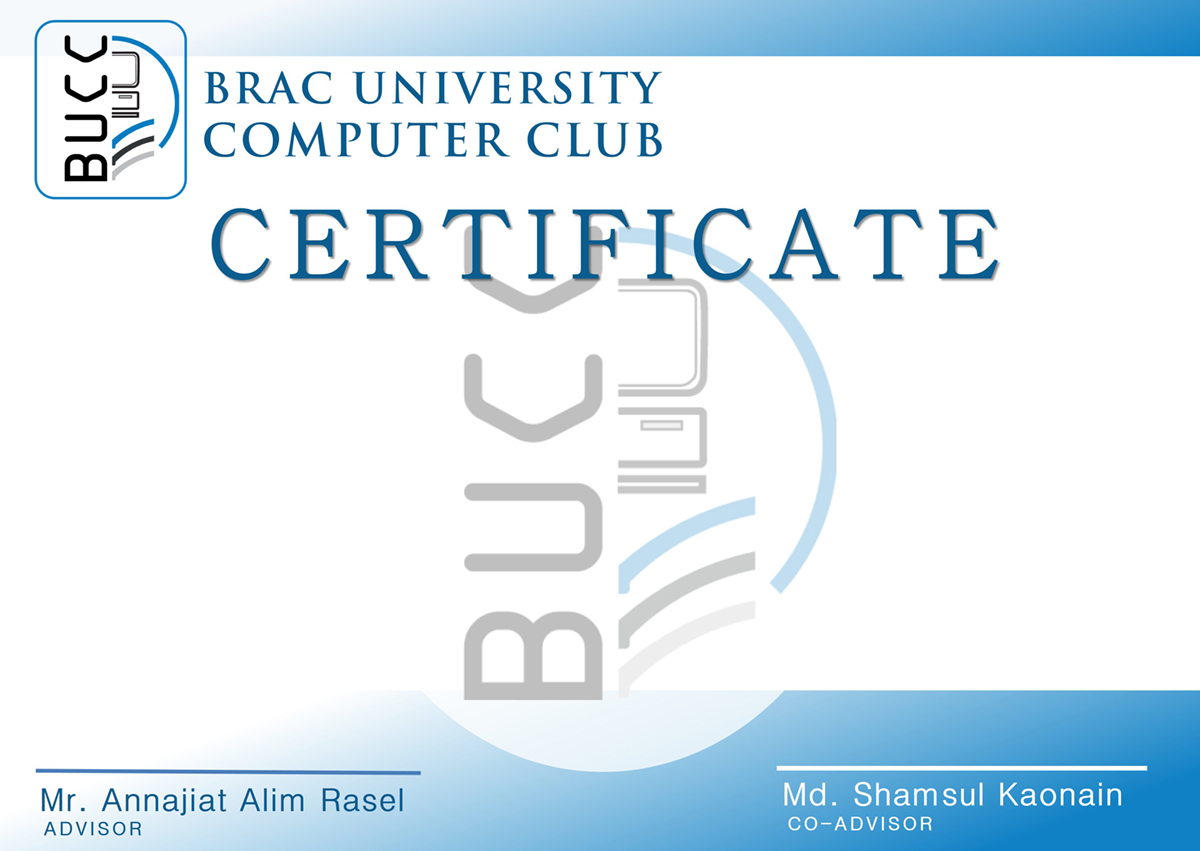 BUCC
BRAC UNIVERSITY
COMPUTER CLUB
CERTIFICATE
BUCC
Mr. Annajiat Alim Rasel
ADVISOR
Md. Shamsul Kaonain
CO-ADVISOR